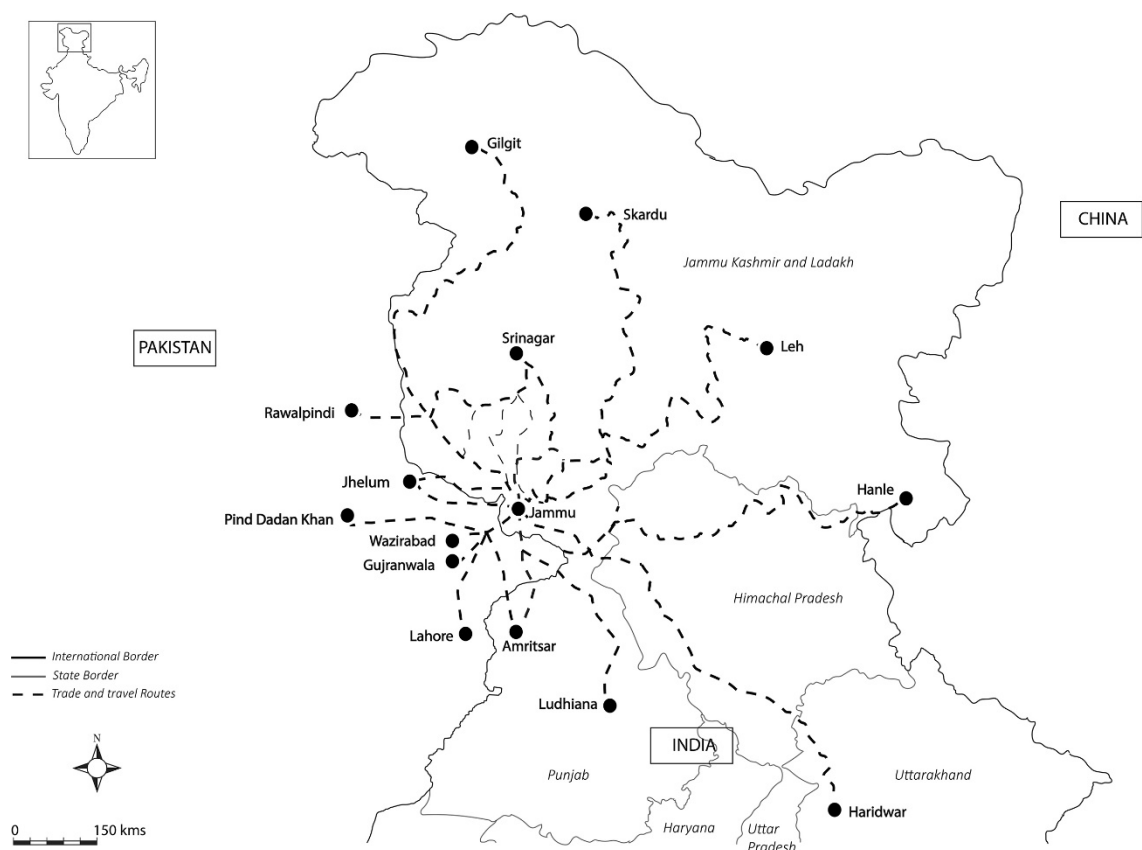 Gilgit
Skardu
CHINA
Jammu Kashmir and Ladakh
PAKISTAN
Srinagar
Leh
Rawalpindi
Jhelum
Hanle
Pind Dadan Khan
Jammu
Wazirabad
Gujranwala
Himachal Pradesh
Lahore
Amritsar
International Border
State Border
Trade and travel Routes
Ludhiana
N
INDIA
Punjab
Uttarakhand
Haridwar
0 150 kms
Haryana
Uttar
Pradesh